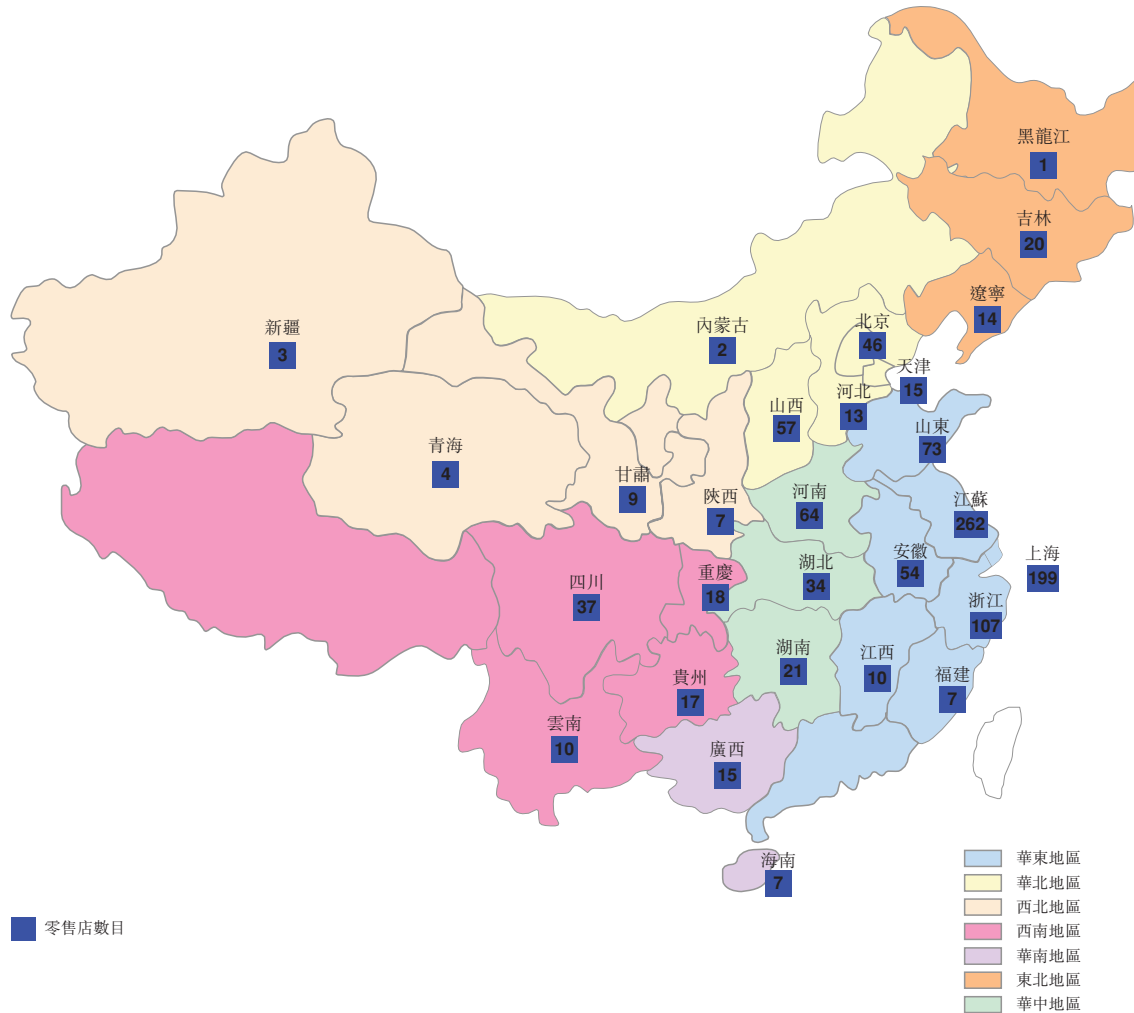 黑龍江
1
吉林
20
遼寧
14
新疆
3
內蒙古
2
北京
46
天津
15
河北
13
山西
57
山東
73
青海
4
甘肅
9
陝西
7
河南
64
江蘇
262
安徽
54
上海
199
四川
37
重慶
18
湖北
34
浙江
107
湖南
21
江西
10
福建
7
貴州
17
雲南
10
廣西
15
海南
7
零售店數目
華東地區
華北地區
西北地區
西南地區
華南地區
東北地區
華中地區